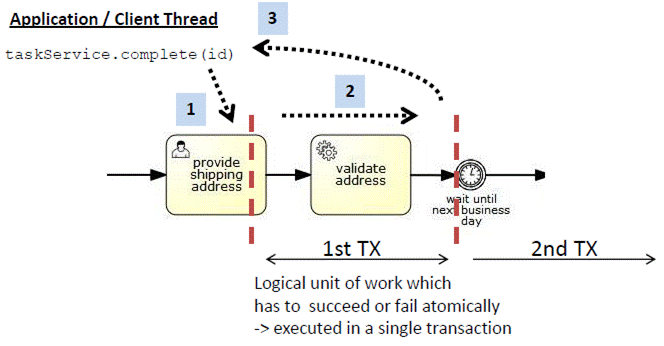 Application / Client Thread
3
taskService.complete(id)
2
1
provide
shipping
address
validate
address
wait until
next business
day
1st TX
2nd TX
Logical unit of work which
has to succeed or fail atomically
-> executed in a single transaction